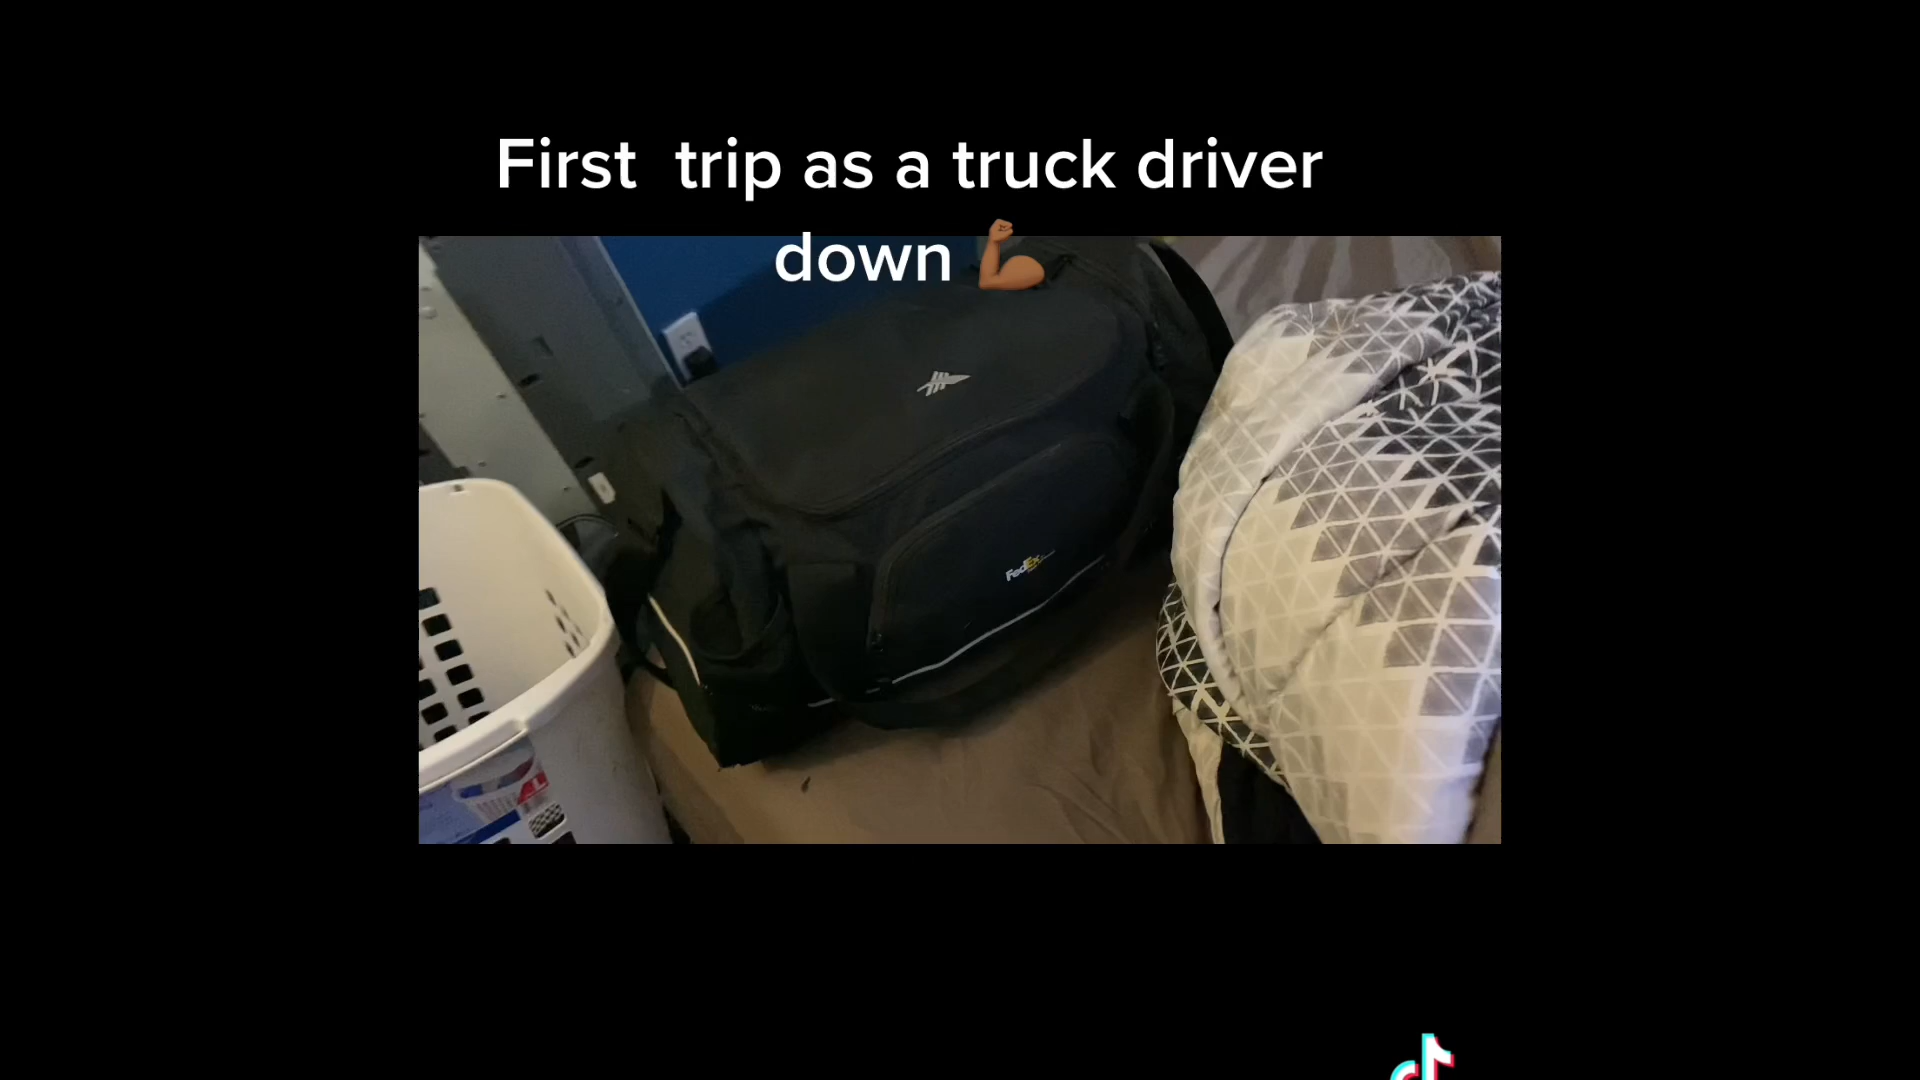 First  trip as a truck driver
down 💪🏾
FedEx